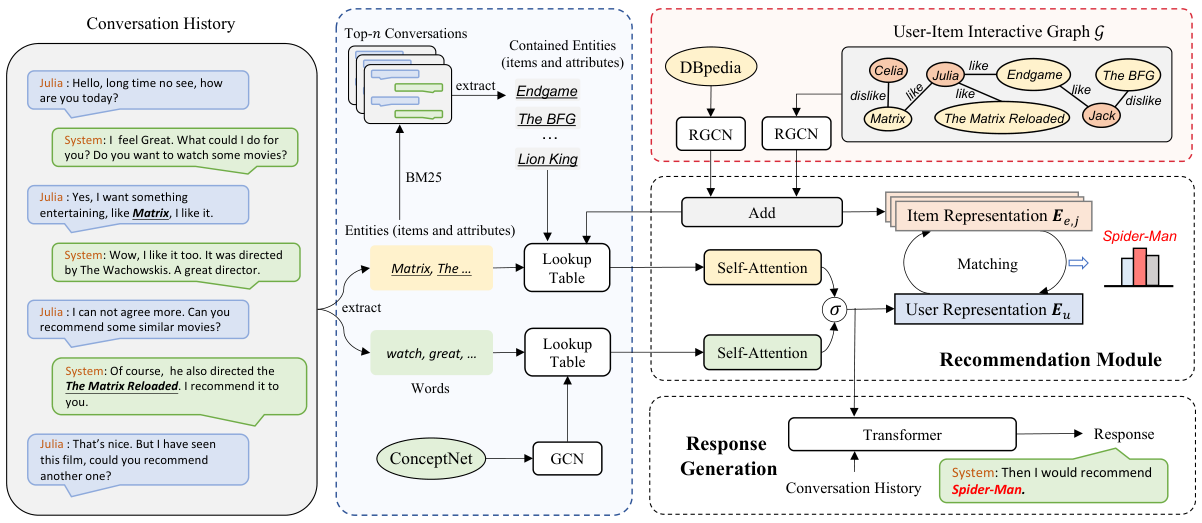 Conversation History
Julia : Hello, long time no see, how
are you today?
System: I feel Great. What could I do for
you? Do you want to watch some movies?
Julia : Yes, I want something
entertaining, like Matrix, I like it.
System: Wow, I like it too. It was directed
by The Wachowskis. A great director.
Julia : I can not agree more. Can you
recommend some similar movies?
System: Of course, he also directed the
The Matrix Reloaded. I recommend it to
you.
Julia : That's nice. But I have seen
this film, could you recommend
another one?
extract
Top-n Conversations
extract
Contained Entities
(items and attributes)
Endgame
The BFG
...
Lion King
BM25
Entities (items and attributes)
Matrix, The ...
Lookup
Table
watch, great, ...
Words
Lookup
Table
ConceptNet
GCN
User-Item Interactive Graph G
DBpedia
RGCN
RGCN
Celia
Julia
like
Endgame
The BFG
dislike
like
like
like
dislike
Matrix
The Matrix Reloaded
Jack
Add
Item Representation E e,j
Self-Attention
Matching
Spider-Man
σ
User Representation E u
Self-Attention
Recommendation Module
Response
Generation
Transformer
Response
Conversation History
System: Then I would recommend
Spider-Man.